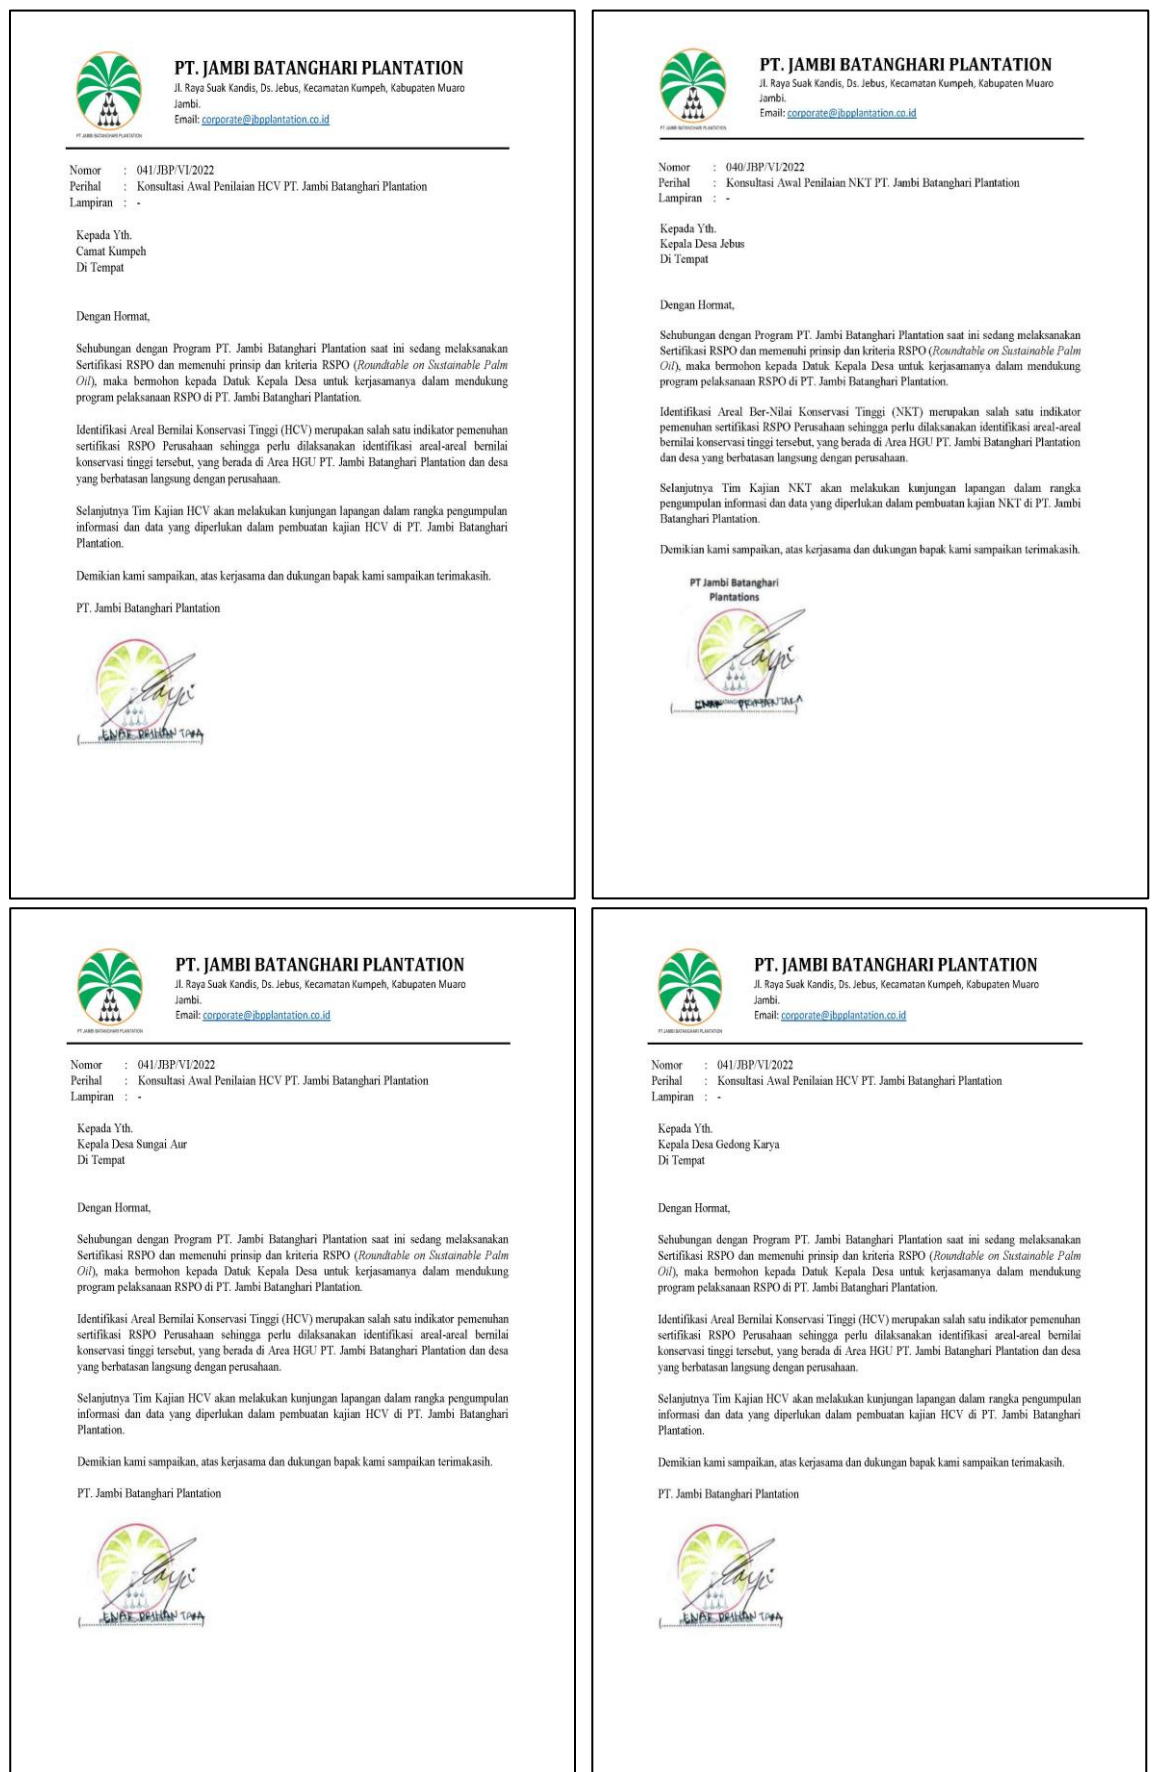 PT. JAMBI BATANGHARI PLANTATION
Jl. Raya Suak Kandis, Ds. Jebus, Kecamatan Kumpeh, Kabupaten Muaro
Jambi.
Email: corporate@jbpplantation.co.id
PT JAMBI BATANGHARI PLANTATION
Nomor : 041/JBP/VI/2022
Perihal : Konsultasi Awal Penilaian HCV PT. Jambi Batanghari Plantation
Lampiran : -
Kepada Yth.
Camat Kumpeh
Di Tempat
Dengan Hormat,
Sehubungan dengan Program PT. Jambi Batanghari Plantation saat ini sedang melaksanakan
Sertifikasi RSPO dan memenuhi prinsip dan kriteria RSPO (Roundtable on Sustainable Palm
Oil), maka bermohon kepada Datuk Kepala Desa untuk kerjasamanya dalam mendukung
program pelaksanaan RSPO di PT. Jambi Batanghari Plantation.
Identifikasi Areal Bernilai Konservasi Tinggi (HCV) merupakan salah satu indikator pemenuhan
sertifikasi RSPO Perusahaan sehingga perlu dilaksanakan identifikasi areal-areal bernilai
konservasi tinggi tersebut, yang berada di Area HGU PT. Jambi Batanghari Plantation dan desa
yang berbatasan langsung dengan perusahaan.
Selanjutnya Tim Kajian HCV akan melakukan kunjungan lapangan dalam rangka pengumpulan
informasi dan data yang diperlukan dalam pembuatan kajian HCV di PT. Jambi Batanghari
Plantation.
Demikian kami sampaikan, atas kerjasama dan dukungan bapak kami sampaikan terimakasih.
PT. Jambi Batanghari Plantation
PT. JAMBI BATANGHARI PLANTATION
Jl. Raya Suak Kandis, Ds. Jebus, Kecamatan Kumpeh, Kabupaten Muaro
Jambi.
Email: corporate@jbpplantation.co.id
PT JAMBI BATANGHARI PLANTATION
Nomor : 040/JBP/VI/2022
Perihal : Konsultasi Awal Penilaian NKT PT. Jambi Batanghari Plantation
Lampiran : -
Kepada Yth.
Kepala Desa Jebus
Di Tempat
Dengan Hormat,
Sehubungan dengan Program PT. Jambi Batanghari Plantation saat ini sedang melaksanakan
Sertifikasi RSPO dan memenuhi prinsip dan kriteria RSPO (Roundtable on Sustainable Palm
Oil), maka bermohon kepada Datuk Kepala Desa untuk kerjasamanya dalam mendukung
program pelaksanaan RSPO di PT. Jambi Batanghari Plantation.
Identifikasi Areal Ber-Nilai Konservasi Tinggi (NKT) merupakan salah satu indikator
pemenuhan sertifikasi RSPO Perusahaan sehingga perlu dilaksanakan identifikasi areal-areal
bernilai konservasi tinggi tersebut, yang berada di Area HGU PT. Jambi Batanghari Plantation
dan desa yang berbatasan langsung dengan perusahaan.
Selanjutnya Tim Kajian NKT akan melakukan kunjungan lapangan dalam rangka
pengumpulan informasi dan data yang diperlukan dalam pembuatan kajian NKT di PT. Jambi
Batanghari Plantation.
Demikian kami sampaikan, atas kerjasama dan dukungan bapak kami sampaikan terimakasih.
PT Jambi Batanghari
Plantations
PT. JAMBI BATANGHARI PLANTATION
Jl. Raya Suak Kandis, Ds. Jebus, Kecamatan Kumpeh, Kabupaten Muaro
Jambi.
Email: corporate@jbpplantation.co.id
PT JAMBI BATANGHARI PLANTATION
Nomor : 041/JBP/VI/2022
Perihal : Konsultasi Awal Penilaian HCV PT. Jambi Batanghari Plantation
Lampiran : -
Kepada Yth.
Kepala Desa Sungai Aur
Di Tempat
Dengan Hormat,
Sehubungan dengan Program PT. Jambi Batanghari Plantation saat ini sedang melaksanakan
Sertifikasi RSPO dan memenuhi prinsip dan kriteria RSPO (Roundtable on Sustainable Palm
Oil), maka bermohon kepada Datuk Kepala Desa untuk kerjasamanya dalam mendukung
program pelaksanaan RSPO di PT. Jambi Batanghari Plantation.
Identifikasi Areal Bernilai Konservasi Tinggi (HCV) merupakan salah satu indikator pemenuhan
sertifikasi RSPO Perusahaan sehingga perlu dilaksanakan identifikasi areal-areal bernilai
konservasi tinggi tersebut, yang berada di Area HGU PT. Jambi Batanghari Plantation dan desa
yang berbatasan langsung dengan perusahaan.
Selanjutnya Tim Kajian HCV akan melakukan kunjungan lapangan dalam rangka pengumpulan
informasi dan data yang diperlukan dalam pembuatan kajian HCV di PT. Jambi Batanghari
Plantation.
Demikian kami sampaikan, atas kerjasama dan dukungan bapak kami sampaikan terimakasih.
PT. Jambi Batanghari Plantation
PT. JAMBI BATANGHARI PLANTATION
Jl. Raya Suak Kandis, Ds. Jebus, Kecamatan Kumpeh, Kabupaten Muaro
Jambi.
Email: corporate@jbpplantation.co.id
PT JAMBI BATANGHARI PLANTATION
Nomor : 041/JBP/VI/2022
Perihal : Konsultasi Awal Penilaian HCV PT. Jambi Batanghari Plantation
Lampiran : -
Kepada Yth.
Kepala Desa Gedong Karya
Di Tempat
Dengan Hormat,
Sehubungan dengan Program PT. Jambi Batanghari Plantation saat ini sedang melaksanakan
Sertifikasi RSPO dan memenuhi prinsip dan kriteria RSPO (Roundtable on Sustainable Palm
Oil), maka bermohon kepada Datuk Kepala Desa untuk kerjasamanya dalam mendukung
program pelaksanaan RSPO di PT. Jambi Batanghari Plantation.
Identifikasi Areal Bernilai Konservasi Tinggi (HCV) merupakan salah satu indikator pemenuhan
sertifikasi RSPO Perusahaan sehingga perlu dilaksanakan identifikasi areal-areal bernilai
konservasi tinggi tersebut, yang berada di Area HGU PT. Jambi Batanghari Plantation dan desa
yang berbatasan langsung dengan perusahaan.
Selanjutnya Tim Kajian HCV akan melakukan kunjungan lapangan dalam rangka pengumpulan
informasi dan data yang diperlukan dalam pembuatan kajian HCV di PT. Jambi Batanghari
Plantation.
Demikian kami sampaikan, atas kerjasama dan dukungan bapak kami sampaikan terimakasih.
PT. Jambi Batanghari Plantation